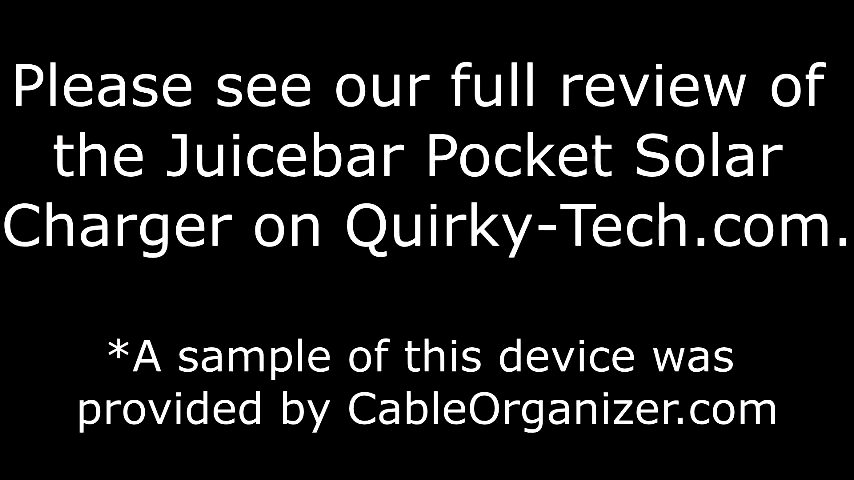 Please see our full review of
the Juicebar Pocket Solar
Charger on Quirky-Tech.com.
*A sample of this device was
provided by CableOrganizer.com